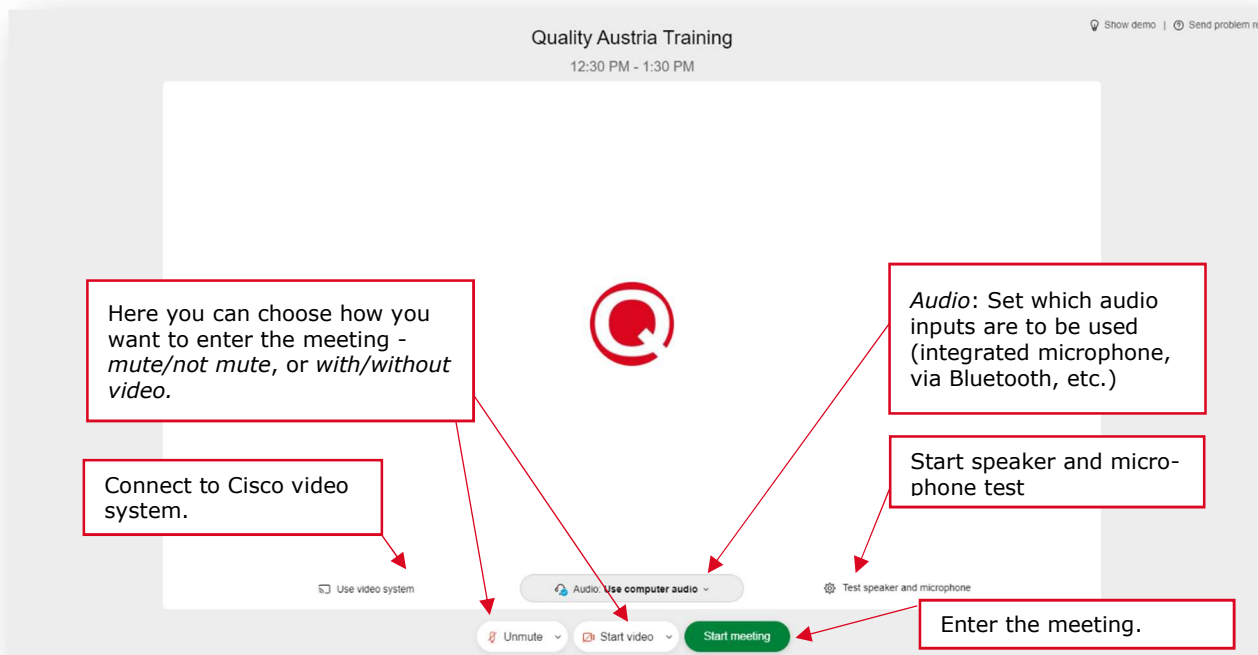 Show demo | Send problem
Quality Austria Training
12:30 PM - 1:30 PM
Here you can choose how you
want to enter the meeting -
mute/not mute, or with/without
video.
Audio: Set which audio
inputs are to be used
(integrated microphone,
via Bluetooth, etc.)
Connect to Cisco video
system.
Start speaker and micro-
phone test
Use video system
Audio: Use computer audio
Test speaker and microphone
Unmute
Start video
Start meeting
Enter the meeting.